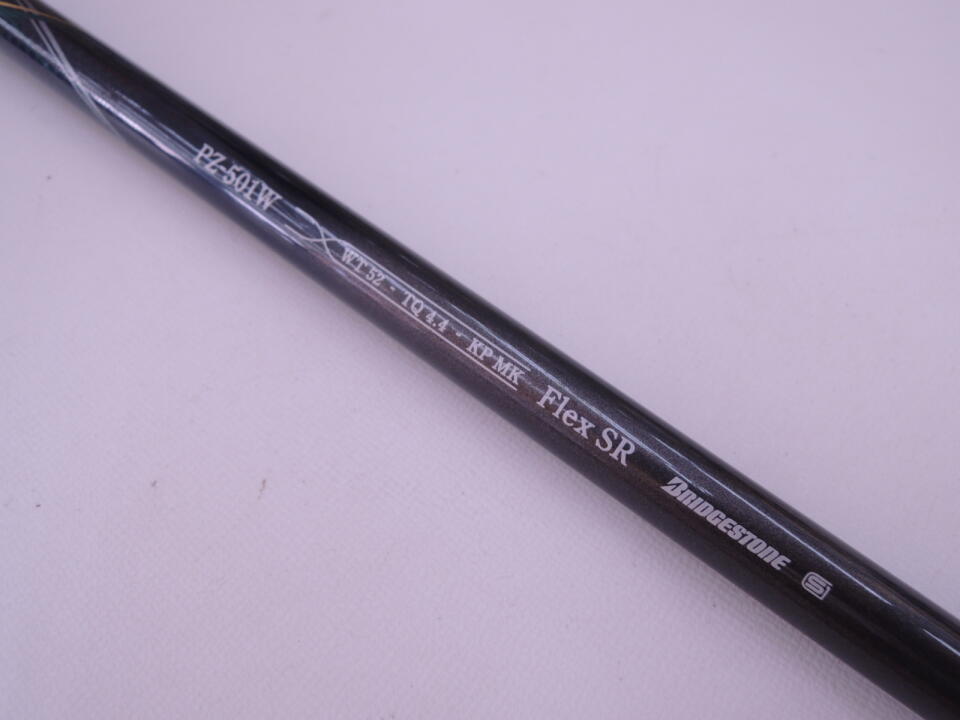 PZ-501W WT 52 - TQ 4.4 - KP MK Flex SR BRIDGESTONE